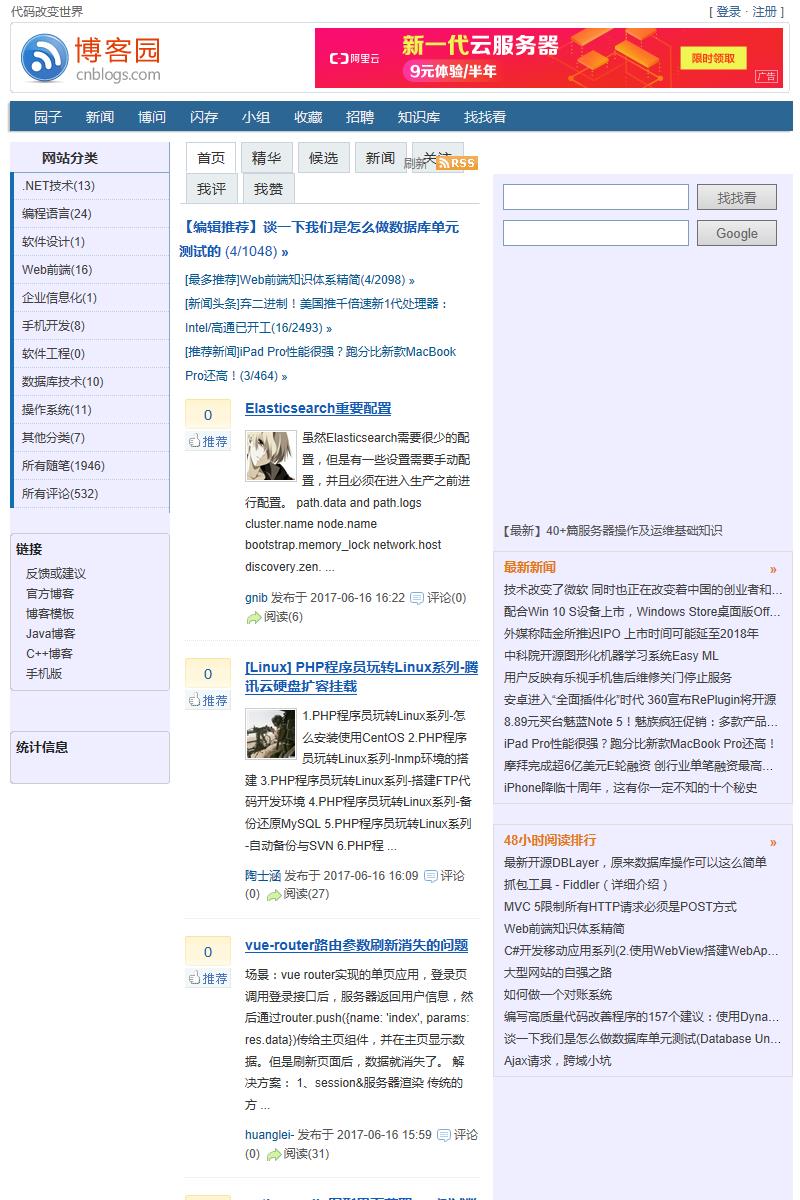 代码改变世界
[ 登录 · 注册 ]
博客园
cnblogs.com
阿里云
新一代云服务器
9元体验/半年
限时领取
广告
园子 新闻 博问 闪存 小组 收藏 招聘 知识库 找找看
网站分类
.NET技术(13)
编程语言(24)
软件设计(1)
Web前端(16)
企业信息化(1)
手机开发(8)
软件工程(0)
数据库技术(10)
操作系统(11)
其他分类(7)
所有随笔(1946)
所有评论(532)
链接
反馈或建议
官方博客
博客模板
Java博客
C++博客
手机版
统计信息
首页 精华 候选 新闻 关注
刷新 RSS
我评 我赞
【编辑推荐】谈一下我们是怎么做数据库单元
测试的 (4/1048) »
[最多推荐]Web前端知识体系精简(4/2098) »
[新闻头条]弃二进制！美国推千倍速新1代处理器：
Intel/高通已开工(16/2493) »
[推荐新闻]iPad Pro性能很强？跑分比新款MacBook
Pro还高！(3/464) »
0
推荐
Elasticsearch重要配置
虽然Elasticsearch需要很少的配
置，但是有一些设置需要手动配
置，并且必须在进入生产之前进
行配置。 path.data and path.logs
cluster.name node.name
bootstrap.memory_lock network.host
discovery.zen. ...
gnib 发布于 2017-06-16 16:22 评论(0)
阅读(6)
0
推荐
[Linux] PHP程序员玩转Linux系列-腾
讯云硬盘扩容挂载
1.PHP程序员玩转Linux系列-怎
么安装使用CentOS 2.PHP程序
员玩转Linux系列-lnmp环境的搭
建 3.PHP程序员玩转Linux系列-搭建FTP代
码开发环境 4.PHP程序员玩转Linux系列-备
份还原MySQL 5.PHP程序员玩转Linux系列
-自动备份与SVN 6.PHP程 ...
陶士涵 发布于 2017-06-16 16:09 评论
(0) 阅读(27)
0
推荐
vue-router路由参数刷新消失的问题
场景：vue router实现的单页应用，登录页
调用登录接口后，服务器返回用户信息，然
后通过router.push({name: 'index', params:
res.data})传给主页组件，并在主页显示数
据。但是刷新页面后，数据就消失了。 解
决方案： 1、session&服务器渲染 传统的
方 ...
huanglei- 发布于 2017-06-16 15:59 评论
(0) 阅读(31)
找找看
Google
【最新】40+篇服务器操作及运维基础知识
最新新闻 »
技术改变了微软 同时也正在改变着中国的创业者和...
配合Win 10 S设备上市，Windows Store桌面版Off...
外媒称陆金所推迟IPO 上市时间可能延至2018年
中科院开源图形化机器学习系统Easy ML
用户反映有乐视手机售后维修关门停止服务
安卓进入“全面插件化”时代 360宣布RePlugin将开源
8.89元买台魅蓝Note 5！魅族疯狂促销：多款产品...
iPad Pro性能很强？跑分比新款MacBook Pro还高！
摩拜完成超6亿美元E轮融资 创行业单笔融资最高...
iPhone降临十周年，这有你一定不知的十个秘史
48小时阅读排行 »
最新开源DBLayer，原来数据库操作可以这么简单
抓包工具 - Fiddler（详细介绍）
MVC 5限制所有HTTP请求必须是POST方式
Web前端知识体系精简
C#开发移动应用系列(2.使用WebView搭建WebAp...
大型网站的自强之路
如何做一个对账系统
编写高质量代码改善程序的157个建议：使用Dyna...
谈一下我们是怎么做数据库单元测试(Database Un...
Ajax请求，跨域小坑